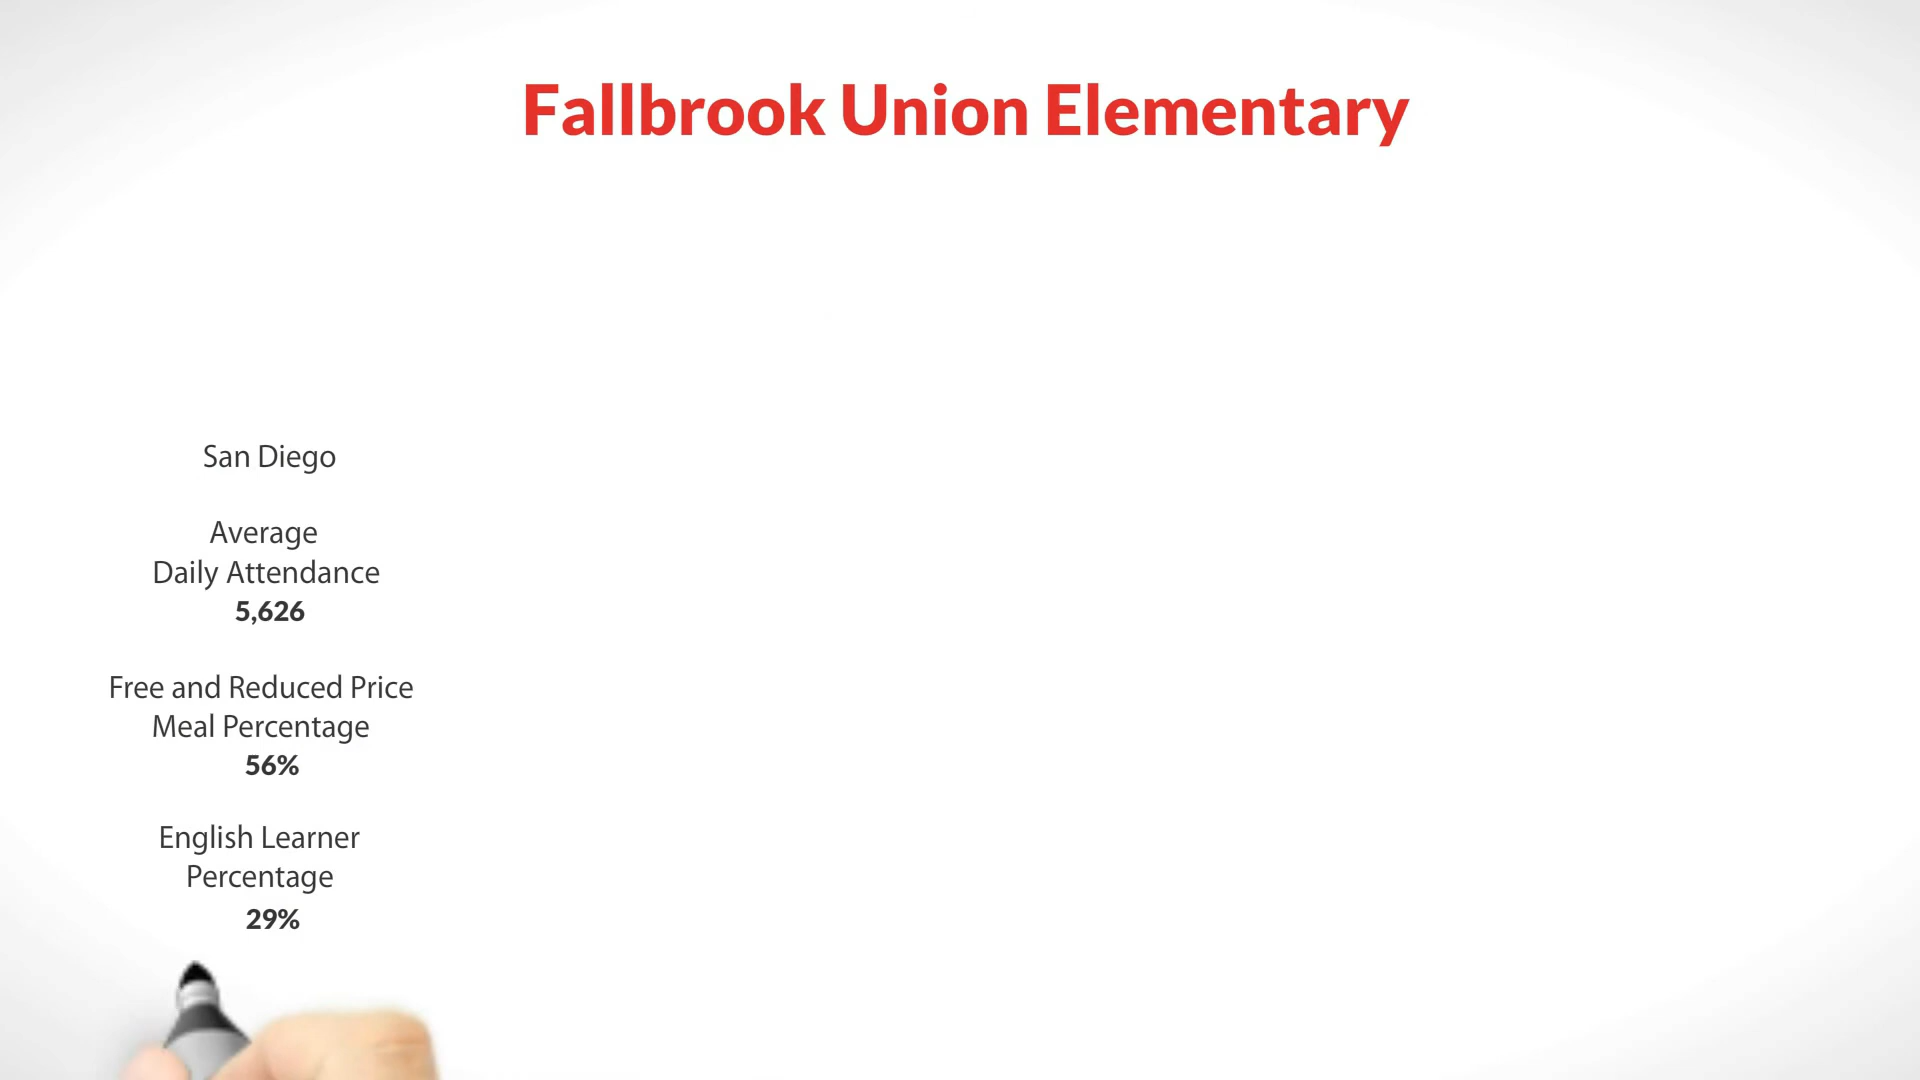 Fallbrook Union Elementary
San Diego
Average
Daily Attendance
5,626
Free and Reduced Price
Meal Percentage
56%
English Learner
Percentage
29%